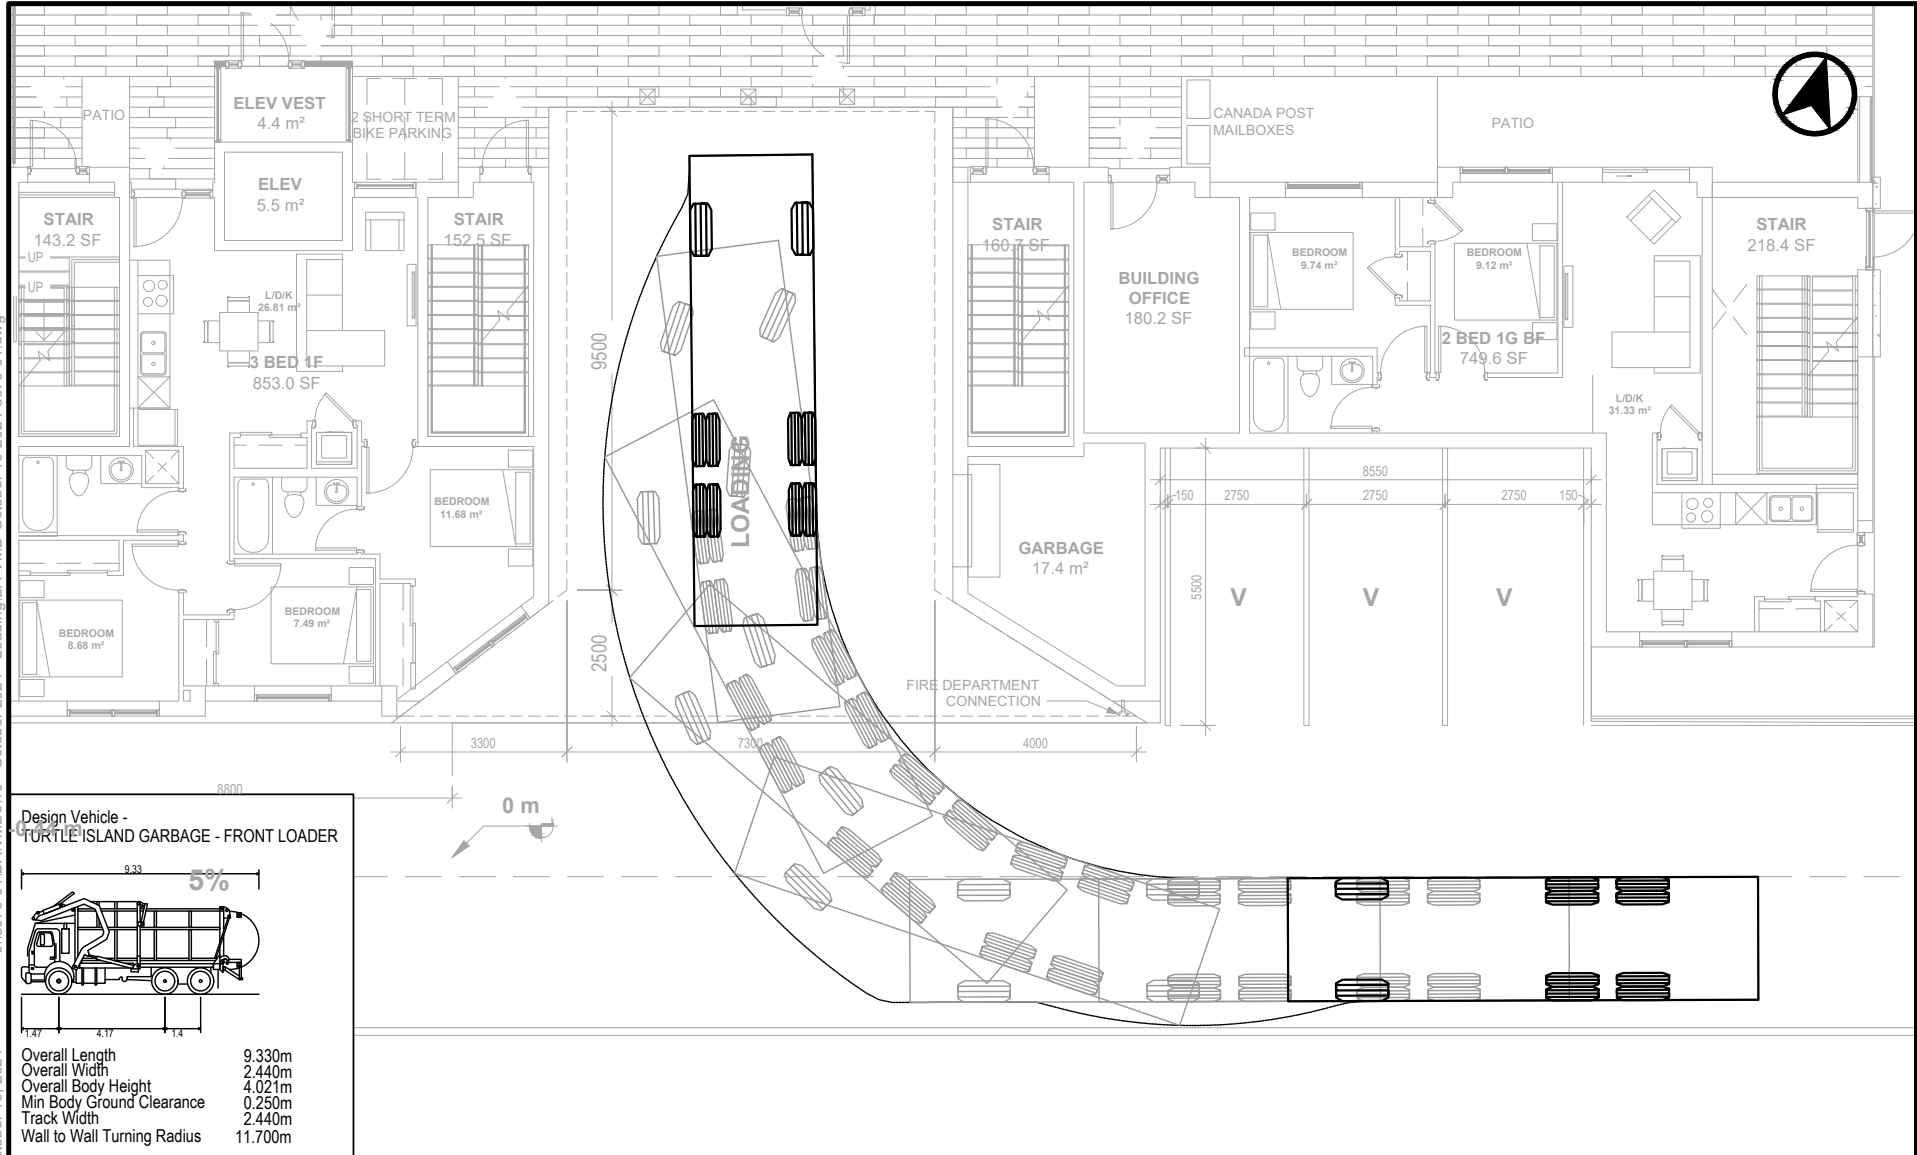 PATIO
ELEV VEST
4.4 m²
2 SHORT TERM
BIKE PARKING
CANADA POST
MAILBOXES
PATIO
ELEV
5.5 m²
STAIR
143.2 SF
UP
UP
STAIR
152.5 SF
STAIR
160.7 SF
BUILDING
OFFICE
180.2 SF
BEDROOM
9.74 m²
BEDROOM
9.12 m²
STAIR
218.4 SF
L/D/K
26.81 m²
3 BED 1F
853.0 SF
9500
2 BED 1G BF
749.6 SF
L/D/K
31.33 m²
LOADING
BEDROOM
11.68 m²
8550
150
2750
2750
2750
150
GARBAGE
17.4 m²
5500
V
V
V
BEDROOM
8.68 m²
BEDROOM
7.49 m²
2500
FIRE DEPARTMENT
CONNECTION
3300
7300
4000
8800
0 m
Design Vehicle -
-0.44 m
TURTLE ISLAND GARBAGE - FRONT LOADER
9.33
5%
1.47
4.17
1.4
Overall Length 9.330m
Overall Width 2.440m
Overall Body Height 4.021m
Min Body Ground Clearance 0.250m
Track Width 2.440m
Wall to Wall Turning Radius 11.700m